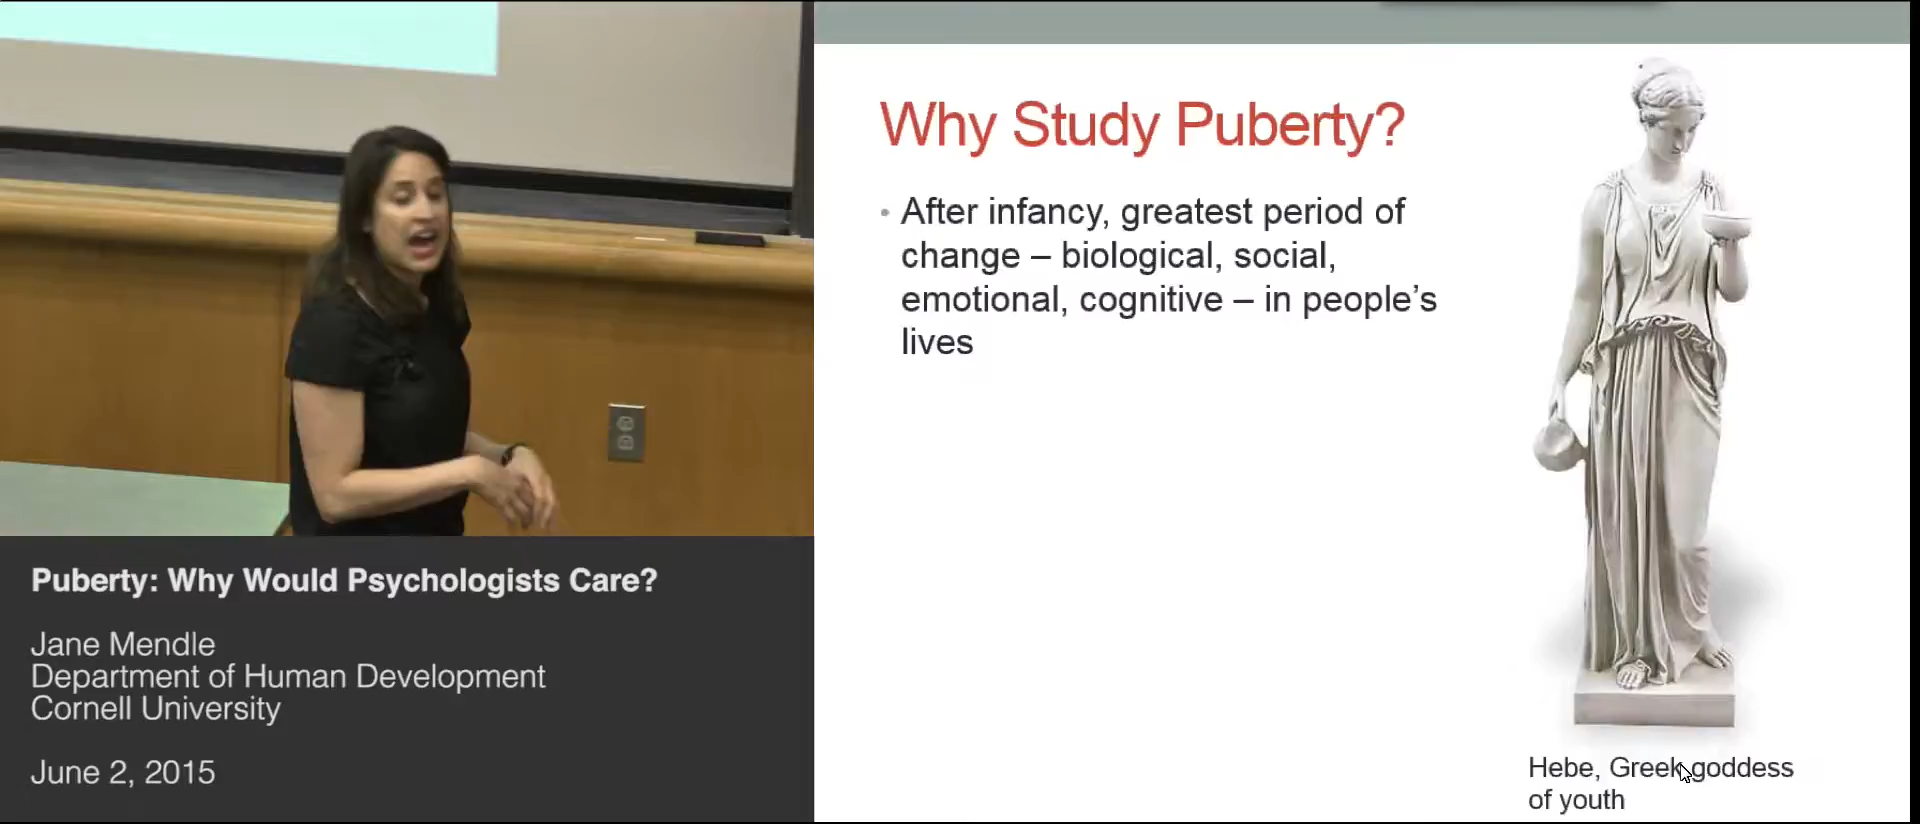 Why Study Puberty?
• After infancy, greatest period of
change – biological, social,
emotional, cognitive – in people's
lives
Hebe, Greek goddess
of youth
Puberty: Why Would Psychologists Care?
Jane Mendle
Department of Human Development
Cornell University
June 2, 2015